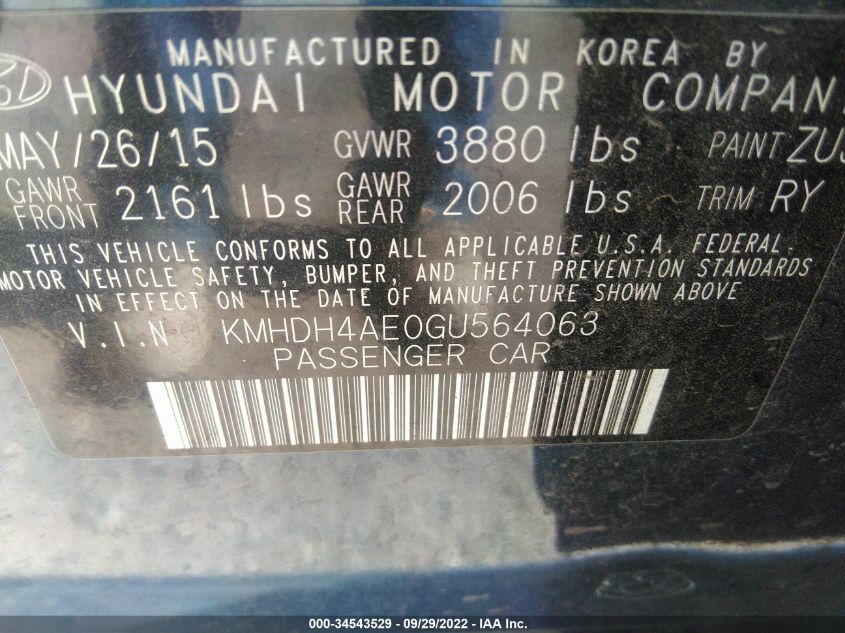 MANUFACTURED IN KOREA BY
HYUNDAI MOTOR COMPANY
MAY/26/15 GVWR 3880 lbs PAINT
GAWR FRONT 2161 lbs GAWR REAR 2006 lbs TRIM RY
THIS VEHICLE CONFORMS TO ALL APPLICABLE U.S.A. FEDERAL
MOTOR VEHICLE SAFETY, BUMPER, AND THEFT PREVENTION STANDARDS
IN EFFECT ON THE DATE OF MANUFACTURE SHOWN ABOVE
V.I.N KMHDH4AE0GU564063
PASSENGER CAR
000-34543529 - 09/29/2022 - IAA Inc.